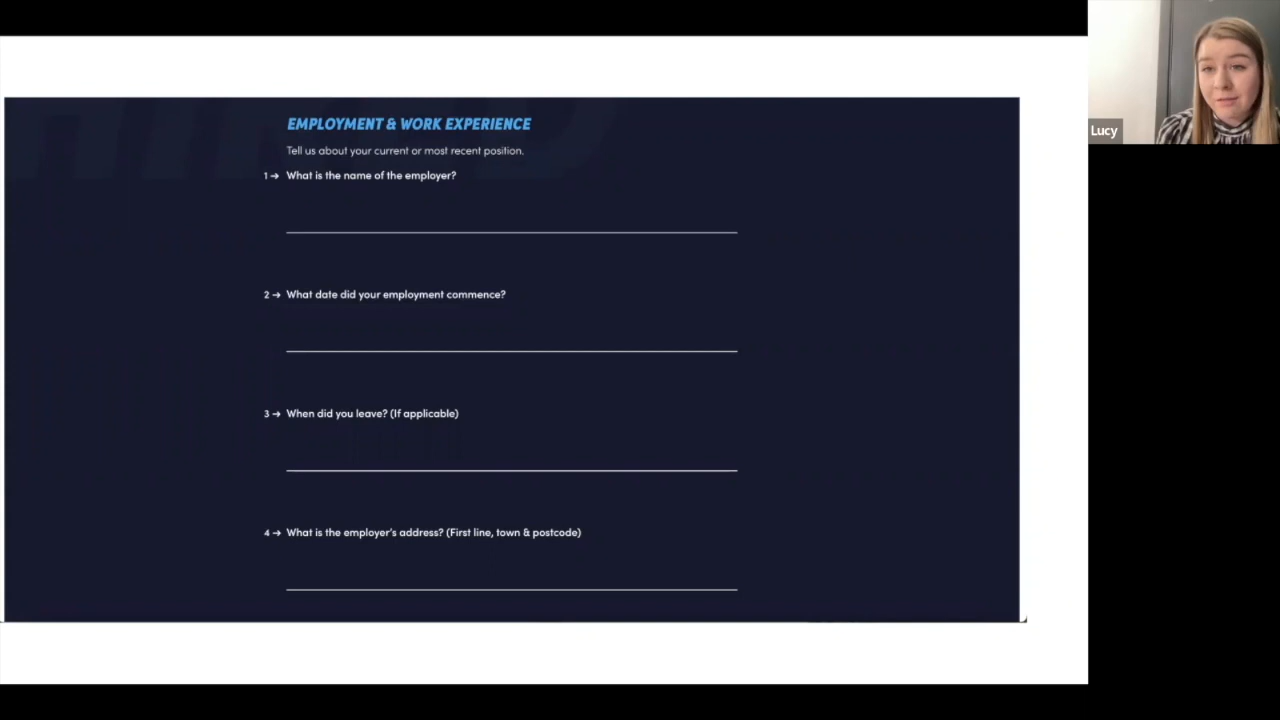 EMPLOYMENT & WORK EXPERIENCE
Tell us about your current or most recent position.
1 → What is the name of the employer?
2 → What date did your employment commence?
3 → When did you leave? (If applicable)
4 → What is the employer's address? (First line, town & postcode)
Lucy